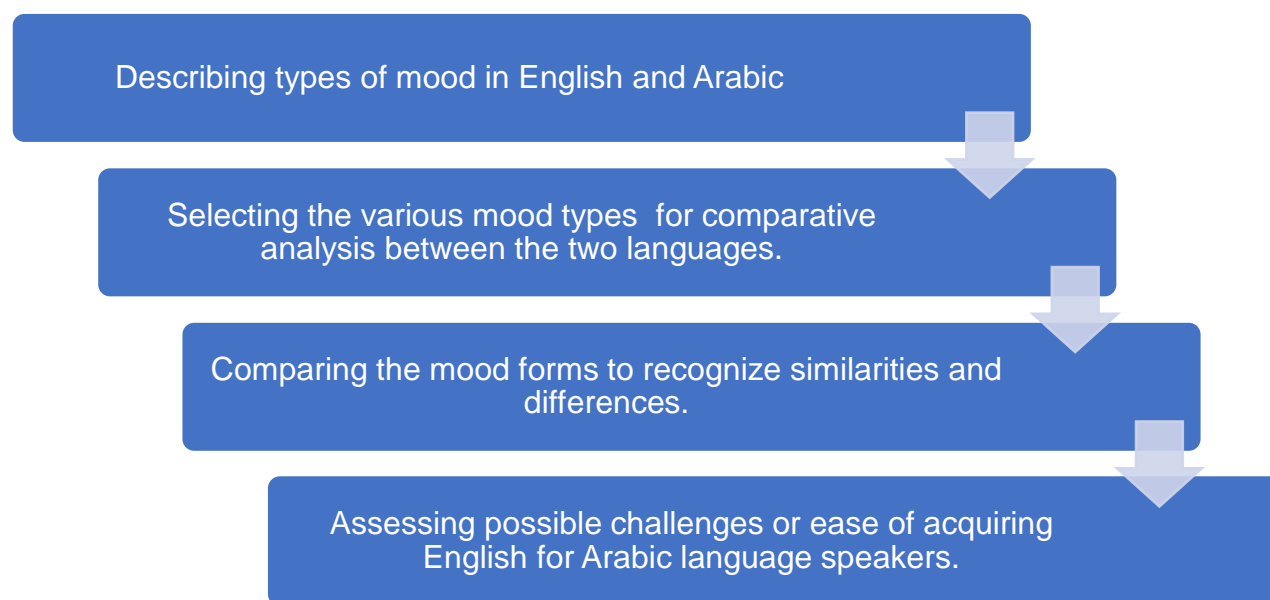 Describing types of mood in English and Arabic
Selecting the various mood types  for comparative
analysis between the two languages.
Comparing the mood forms to recognize similarities and
differences.
Assessing possible challenges or ease of acquiring
English for Arabic language speakers.